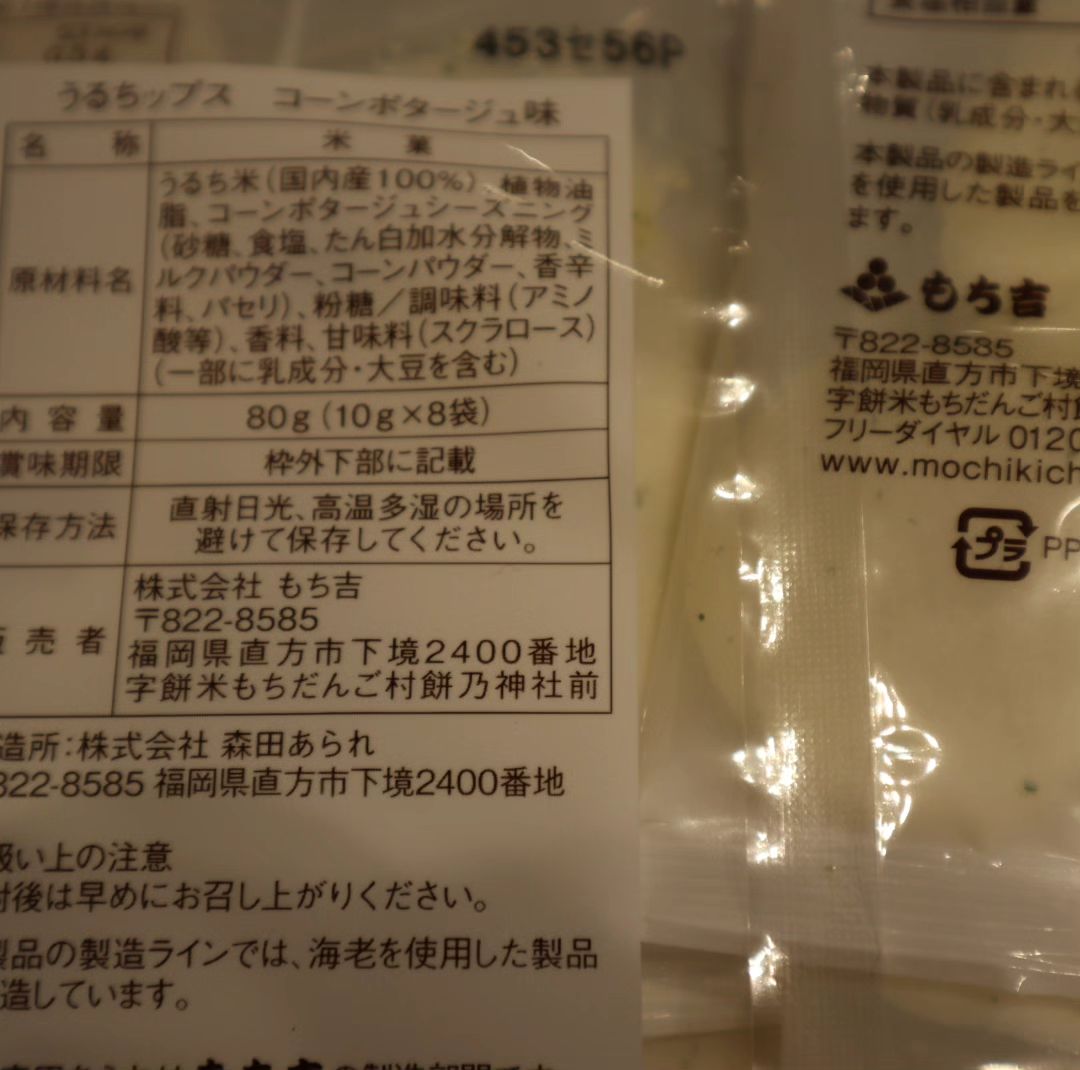 453セ56P
うるちップス コーンポタージュ味
名 称 米 菓
原材料名
うるち米(国内産100%)、植物油
脂、コーンポタージュシーズニング
(砂糖、食塩、たん白加水分解物、ミ
ルクパウダー、コーンパウダー、香辛
料、パセリ)、粉糖/調味料(アミノ
酸等)、香料、甘味料(スクラロース)
(一部に乳成分・大豆を含む)
内容量 80g(10g×8袋)
賞味期限 枠外下部に記載
保存方法
直射日光、高温多湿の場所を
避けて保存してください。
売者
株式会社 もち吉
〒822-8585
福岡県直方市下境2400番地
字餅米もちだんご村餅乃神社前
造所:株式会社 森田あられ
822-8585 福岡県直方市下境2400番地
扱い上の注意
封後は早めにお召し上がりください。
製品の製造ラインでは、海老を使用した製品
造しています。
本製品に含まれ
物質(乳成分・大
本製品の製造ライ
を使用した製品を
ます。
もち吉
〒822-8585
福岡県直方市下境
字餅米もちだんご村
フリーダイヤル 0120
www.mochikich
プラ PP